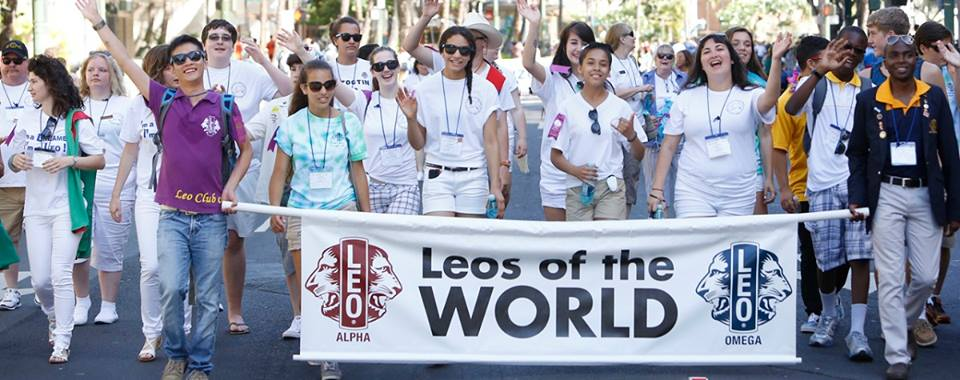 Leo Club
LEO
ALPHA
Leos of the
WORLD
LEO
OMEGA